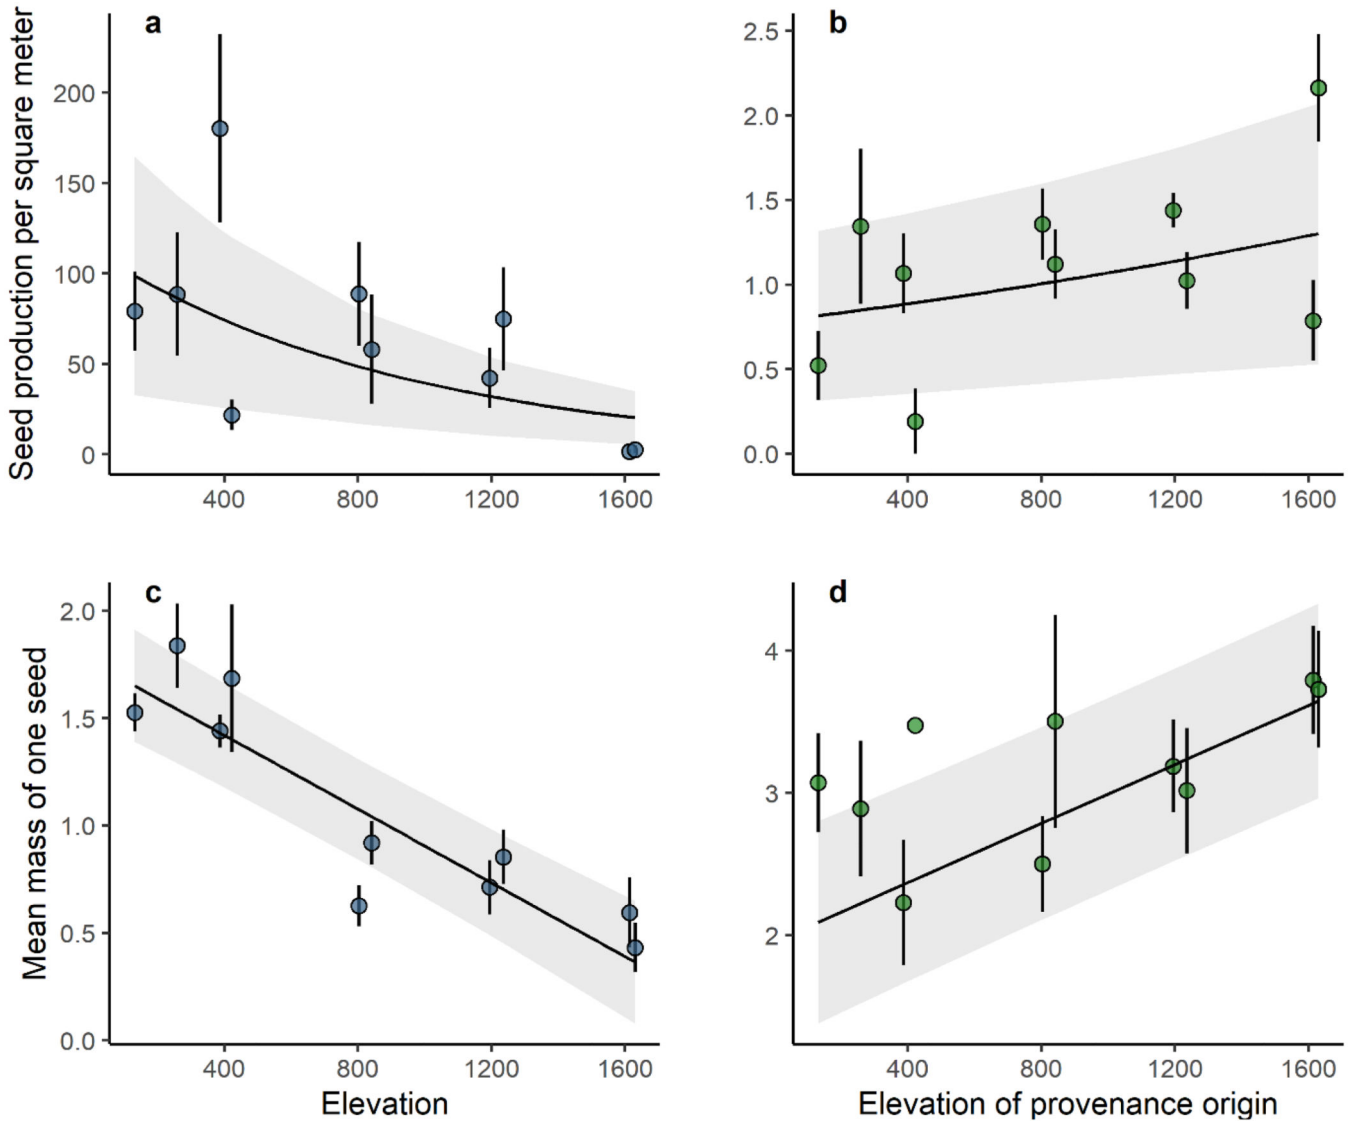 a
b
Seed production per square meter
200
150
100
50
0
400 800 1200 1600
2.5
2.0
1.5
1.0
0.5
0.0
400 800 1200 1600
c
d
Mean mass of one seed
2.0
1.5
1.0
0.5
0.0
400 800 1200 1600
Elevation
4
3
2
400 800 1200 1600
Elevation of provenance origin